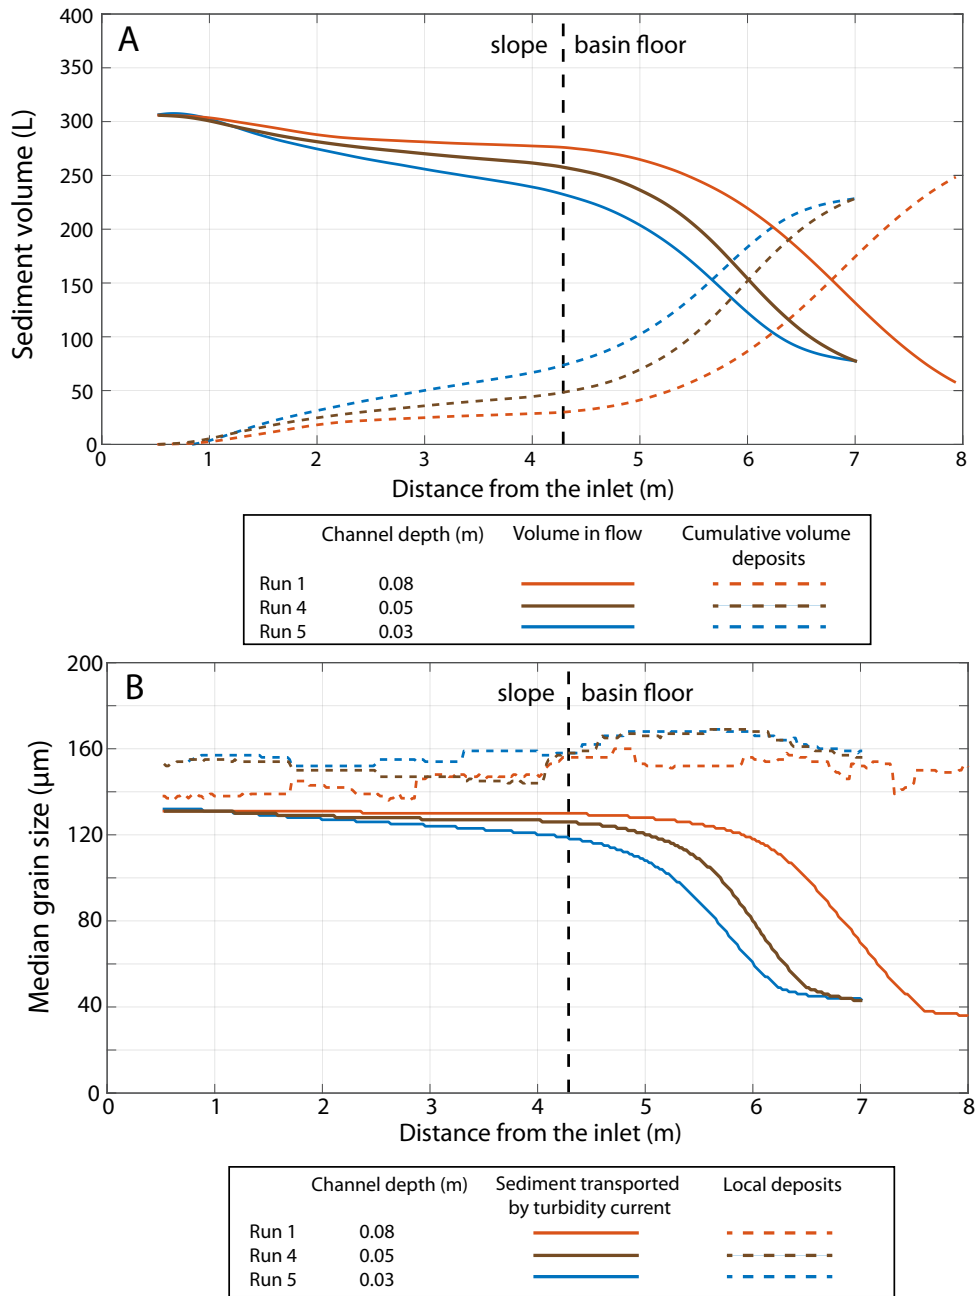 A
slope
basin floor
400
350
300
250
200
150
100
50
0
Sediment volume (L)
0 1 2 3 4 5 6 7 8
Distance from the inlet (m)
Channel depth (m) Volume in flow Cumulative volume
deposits
Run 1 0.08
Run 4 0.05
Run 5 0.03
B
slope
basin floor
200
160
120
80
40
0
Median grain size (µm)
0 1 2 3 4 5 6 7 8
Distance from the inlet (m)
Channel depth (m) Sediment transported Local deposits
by turbidity current
Run 1 0.08
Run 4 0.05
Run 5 0.03